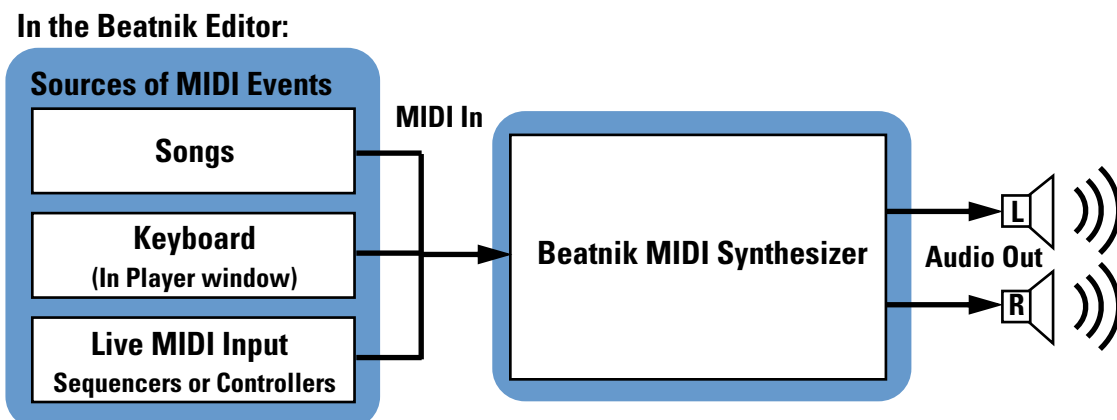 In the Beatnik Editor:
Sources of MIDI Events
Songs
Keyboard
(In Player window)
Live MIDI Input
Sequencers or Controllers
MIDI In
Beatnik MIDI Synthesizer
L
Audio Out
R